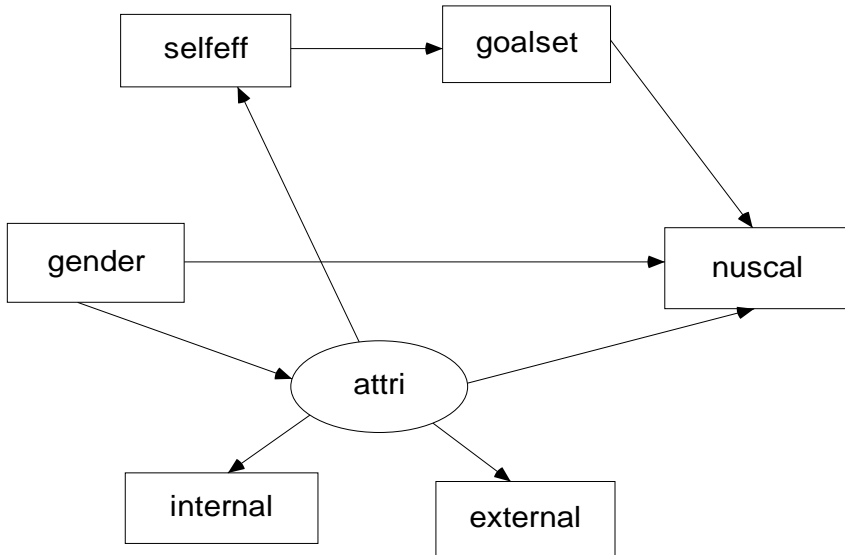 selfeff
goalset
gender
nuscal
attri
internal
external